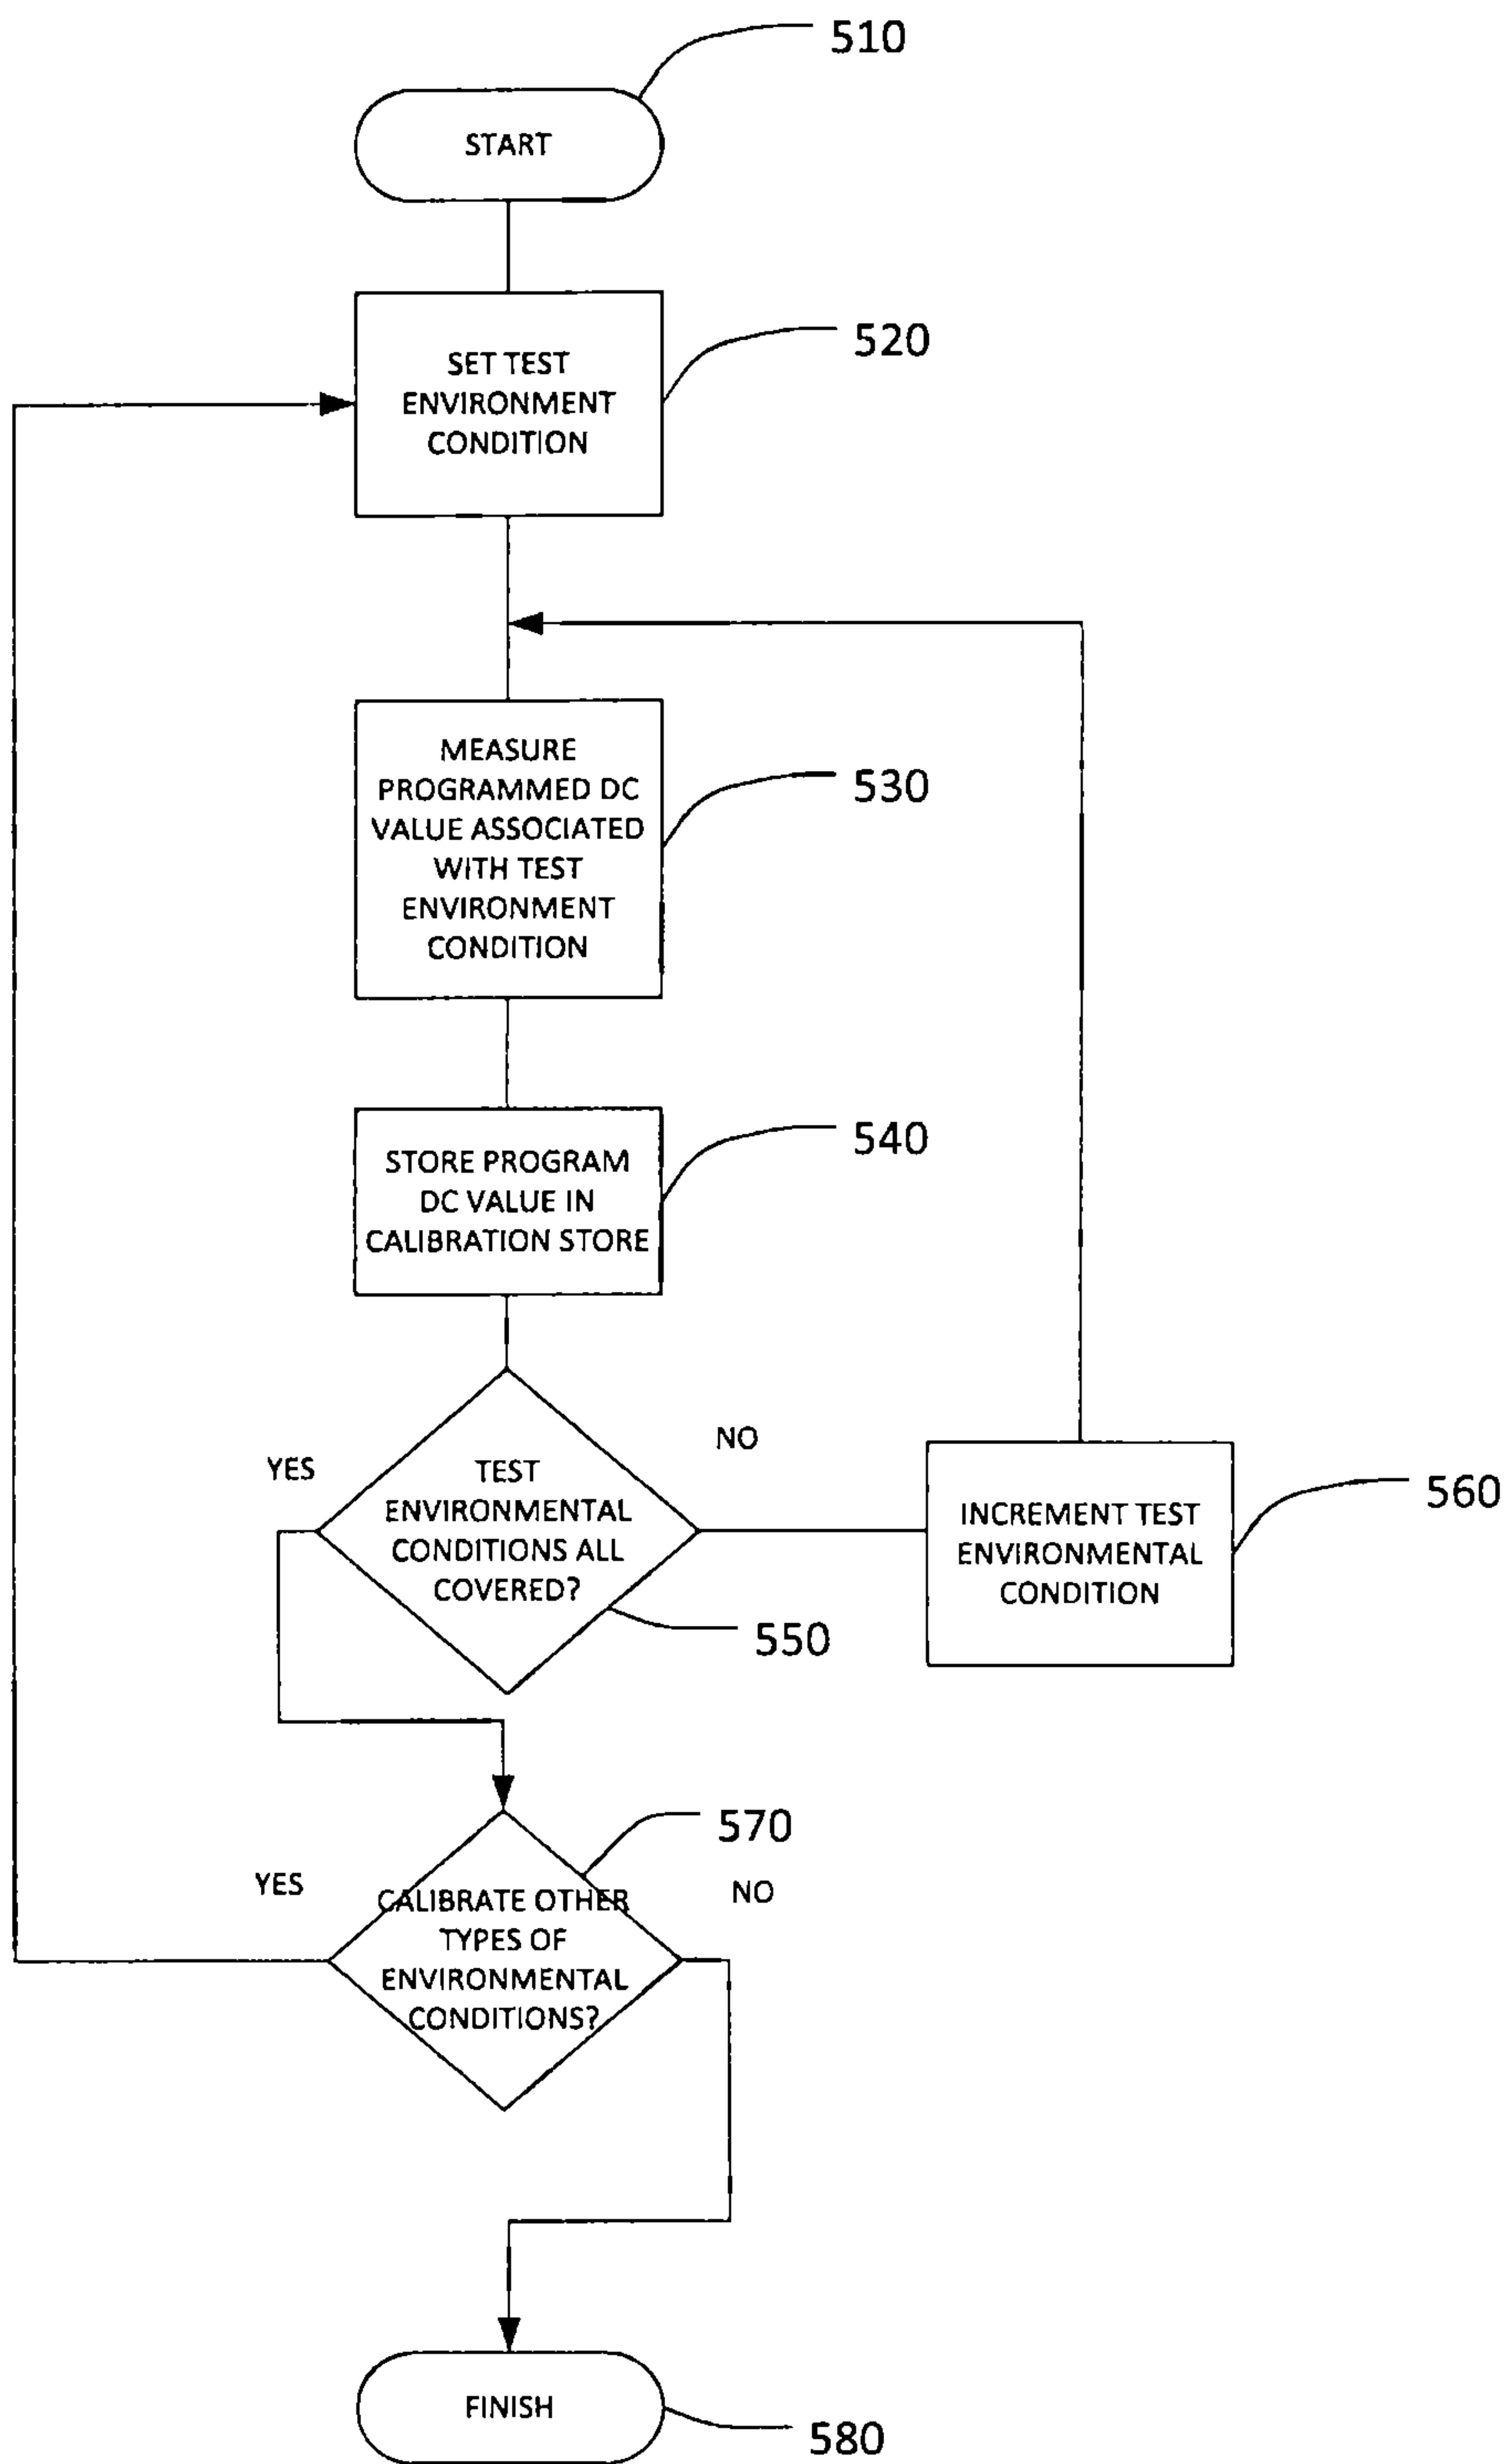 510
START
SET TEST
ENVIRONMENT
CONDITION
520
MEASURE
PROGRAMMED DC
VALUE ASSOCIATED
WITH TEST
ENVIRONMENT
CONDITION
530
STORE PROGRAM
DC VALUE IN
CALIBRATION STORE
540
YES
NO
TEST
ENVIRONMENTAL
CONDITIONS ALL
COVERED?
550
INCREMENT TEST
ENVIRONMENTAL
CONDITION
560
570
YES
NO
CALIBRATE OTHER
TYPES OF
ENVIRONMENTAL
CONDITIONS?
FINISH
580